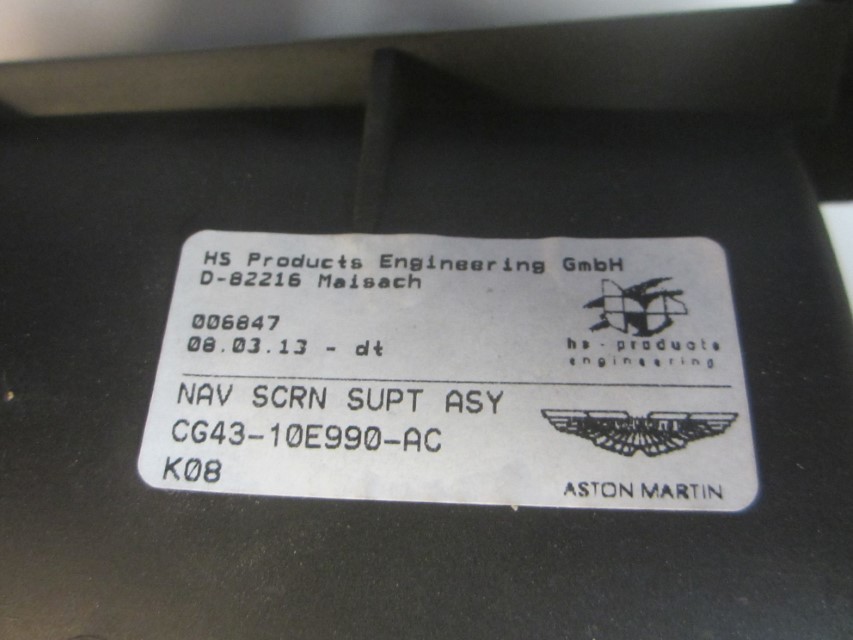 HS Products Engineering GmbH
D-82216 Maisach
006847
08.03.13 - dt
hs - products
engineering
NAV SCRN SUPT ASY
CG43-10E990-AC
K08
ASTON MARTIN